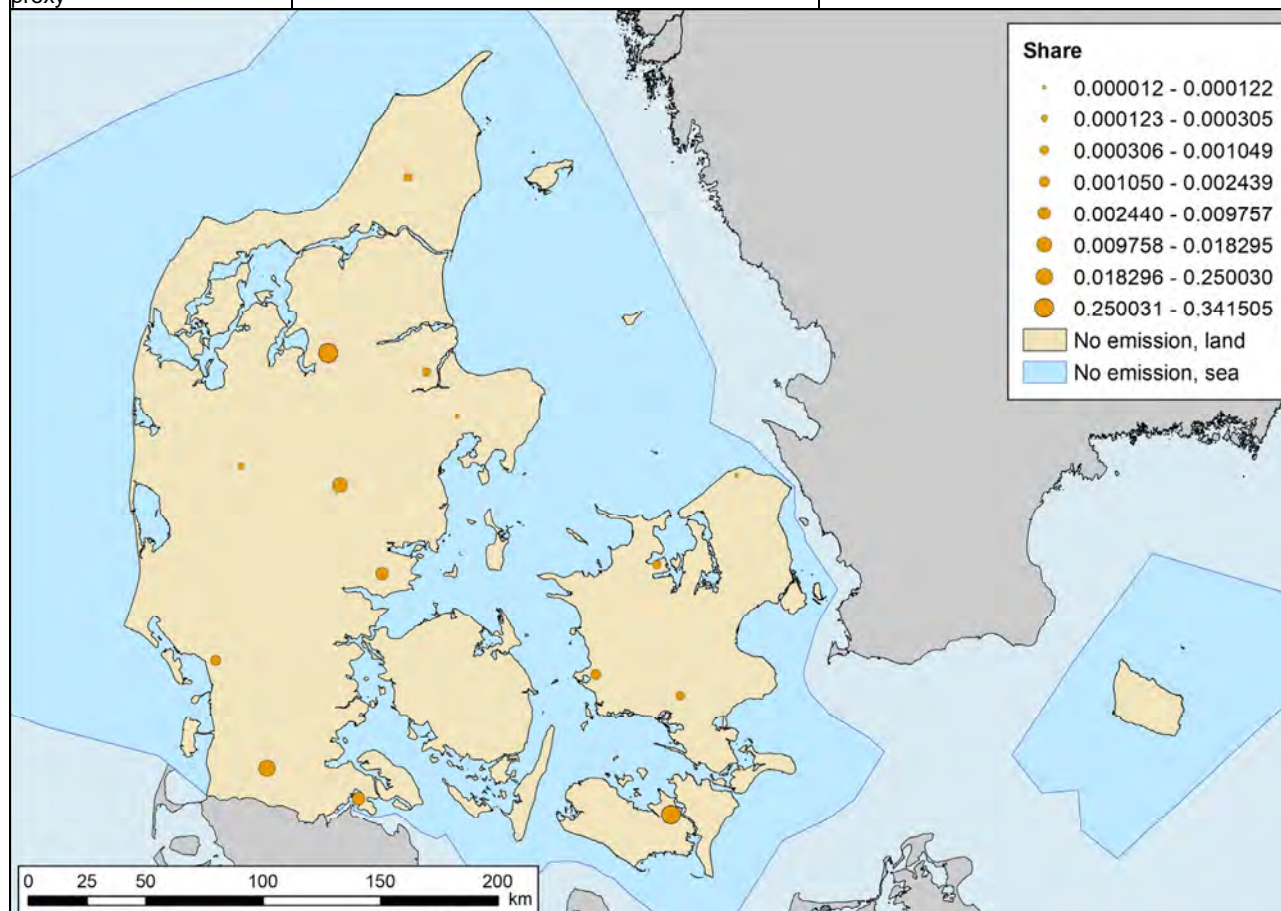 proxy
Share
0.000012 - 0.000122
0.000123 - 0.000305
0.000306 - 0.001049
0.001050 - 0.002439
0.002440 - 0.009757
0.009758 - 0.018295
0.018296 - 0.250030
0.250031 - 0.341505
No emission, land
No emission, sea
0 25 50 100 150 200
km